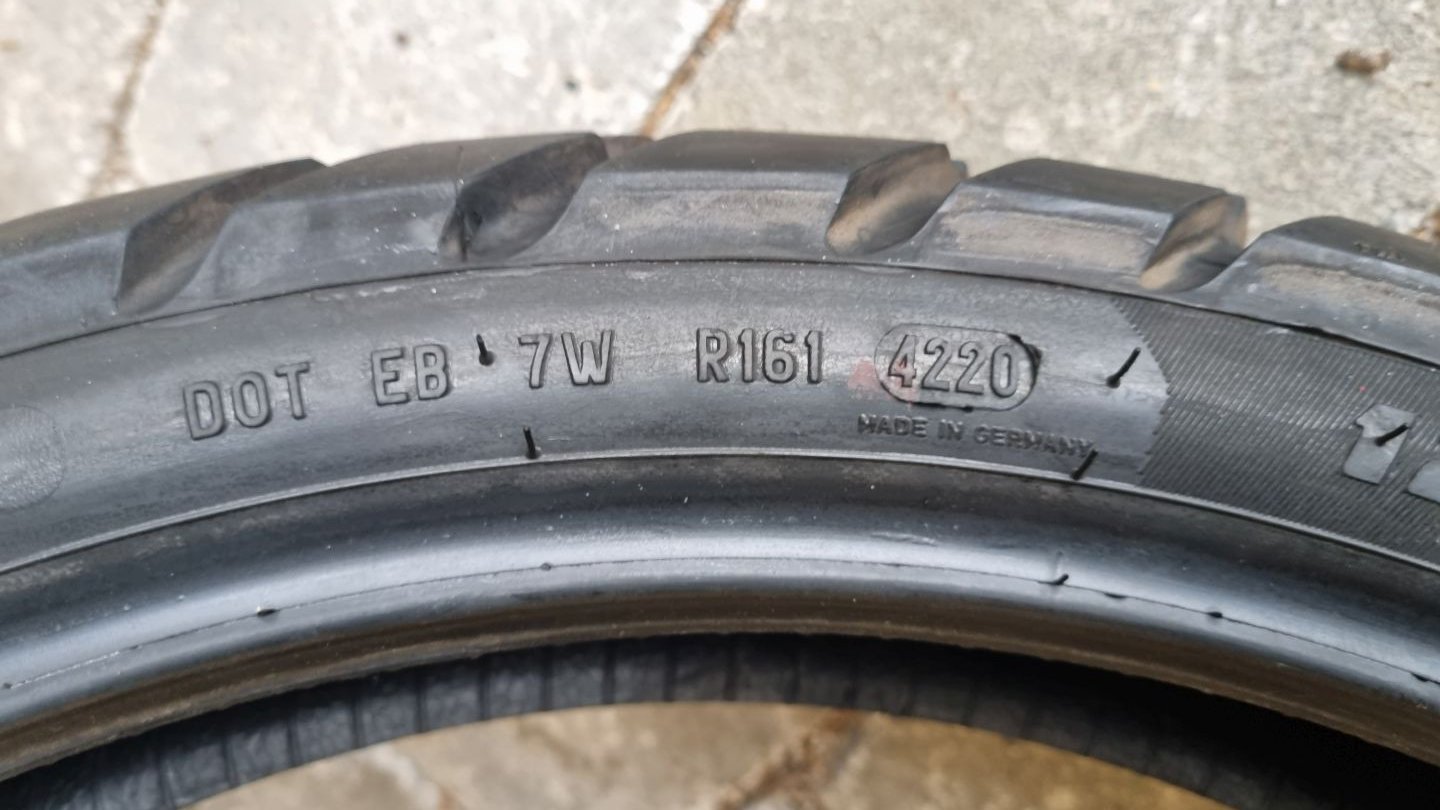 DOT EB 7W R161 4220
MADE IN GERMANY